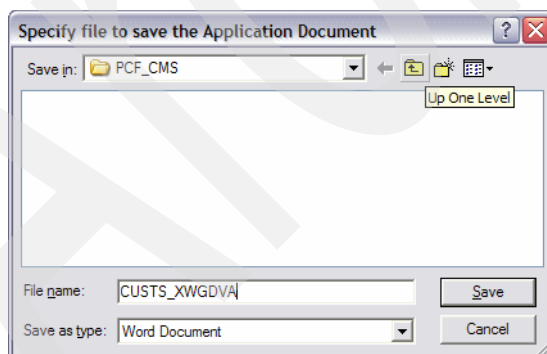 Specify file to save the Application Document
Save in: PCF_CMS
Up One Level
File name: CUSTS_XWGDVA Save
Save as type: Word Document Cancel